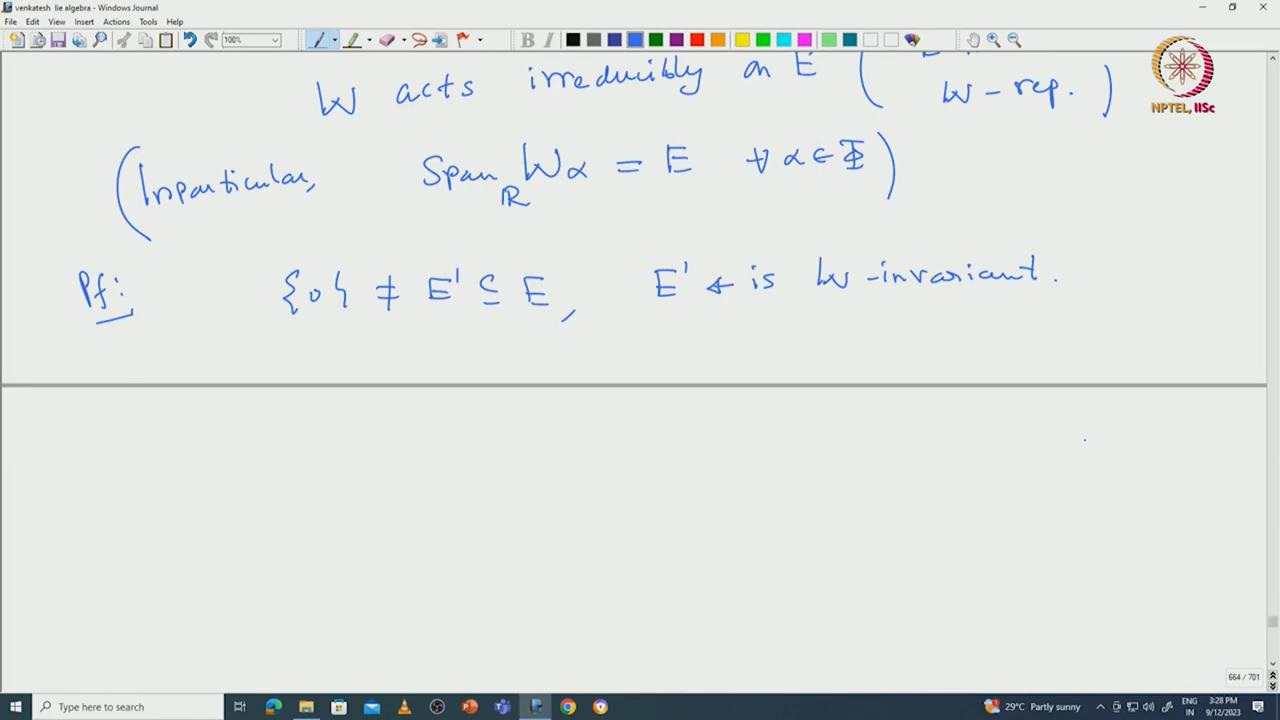 venkatesh lie algebra - Windows Journal
File Edit View Insert Actions Tools Help
100%
B I
NPTEL, IISc
W acts irreducibly on E ( W - rep. )
(Inparticular, Span_ℝ Wα = E ∀ α ∈ Φ)
Pf: {0} ≠ E' ⊆ E, E' ← is W-invariant.
664 / 701
Type here to search
29°C Partly sunny
ENG
IN
3:28 PM
9/12/2023